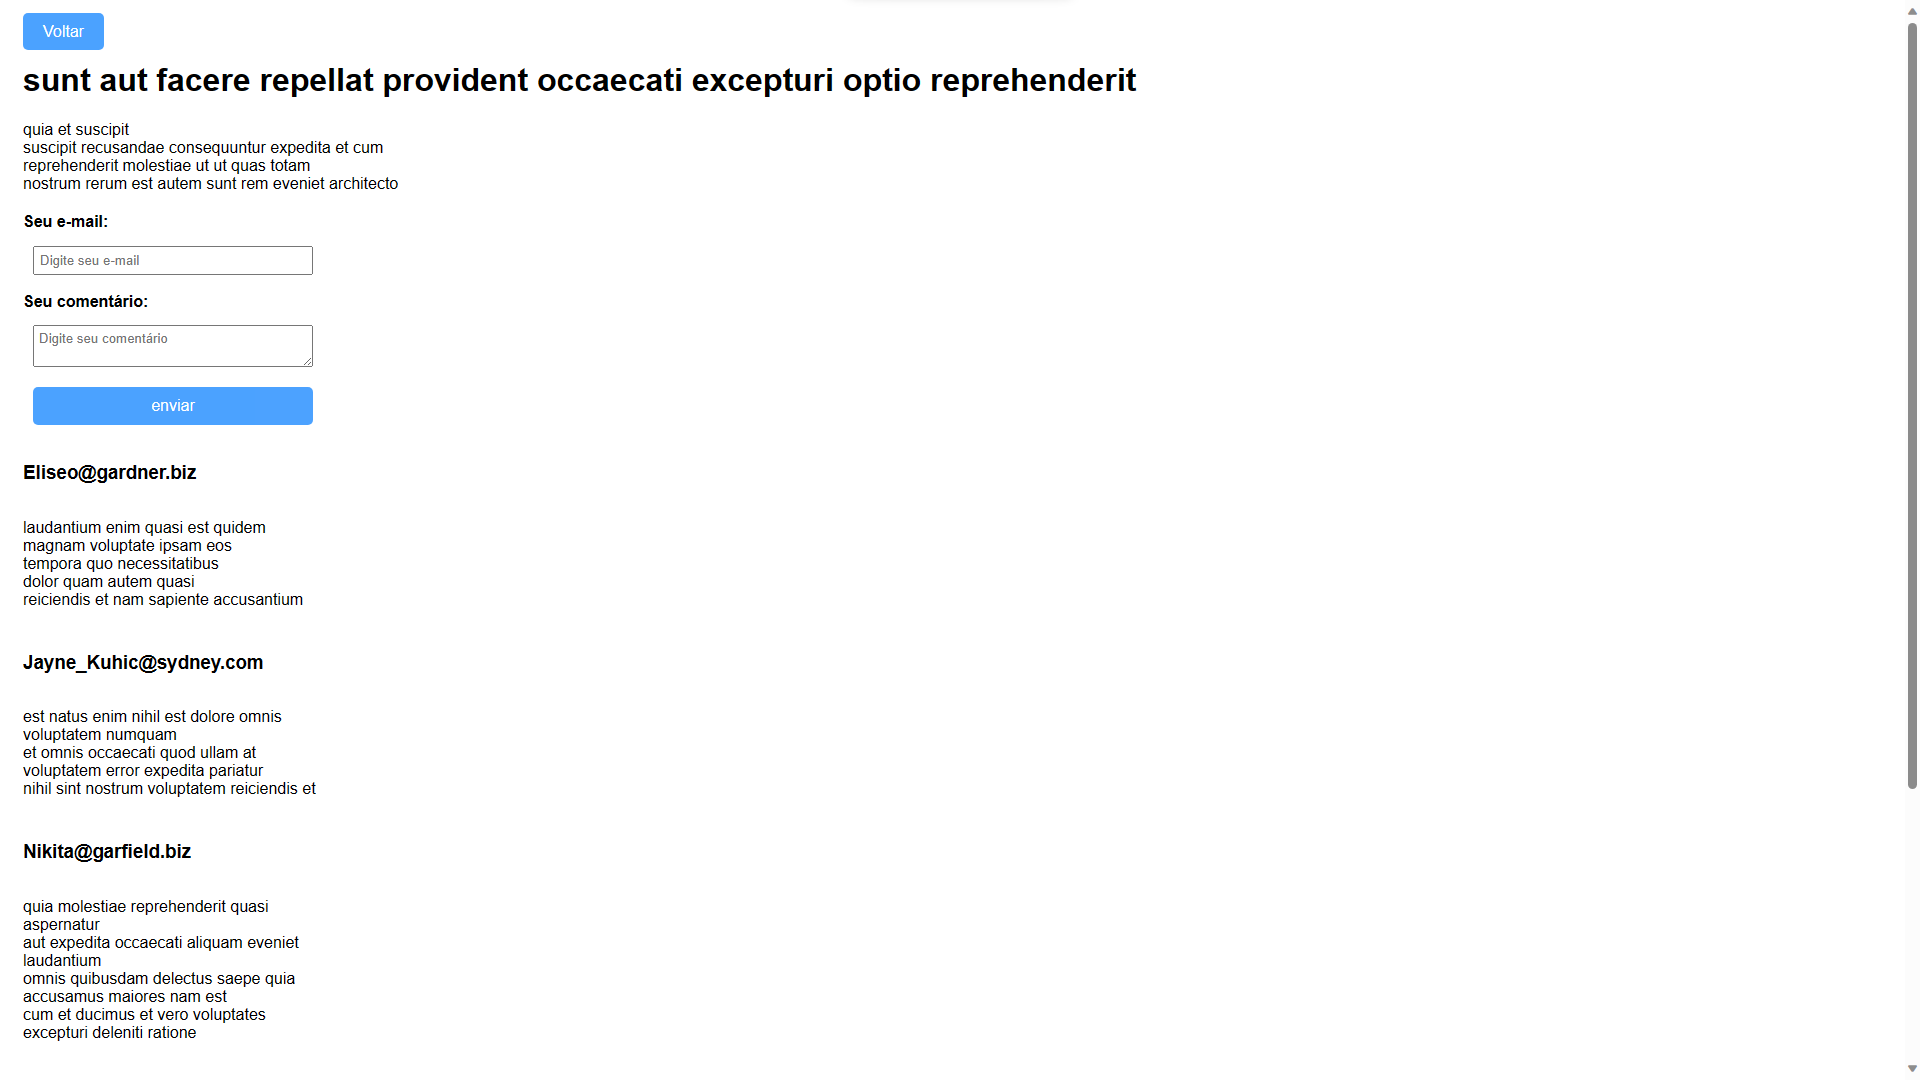 Voltar
sunt aut facere repellat provident occaecati excepturi optio reprehenderit
quia et suscipit
suscipit recusandae consequuntur expedita et cum
reprehenderit molestiae ut ut quas totam
nostrum rerum est autem sunt rem eveniet architecto
Seu e-mail:
Digite seu e-mail
Seu comentário:
Digite seu comentário
enviar
Eliseo@gardner.biz
laudantium enim quasi est quidem
magnam voluptate ipsam eos
tempora quo necessitatibus
dolor quam autem quasi
reiciendis et nam sapiente accusantium
Jayne_Kuhic@sydney.com
est natus enim nihil est dolore omnis
voluptatem numquam
et omnis occaecati quod ullam at
voluptatem error expedita pariatur
nihil sint nostrum voluptatem reiciendis et
Nikita@garfield.biz
quia molestiae reprehenderit quasi
aspernatur
aut expedita occaecati aliquam eveniet
laudantium
omnis quibusdam delectus saepe quia
accusamus maiores nam est
cum et ducimus et vero voluptates
excepturi deleniti ratione